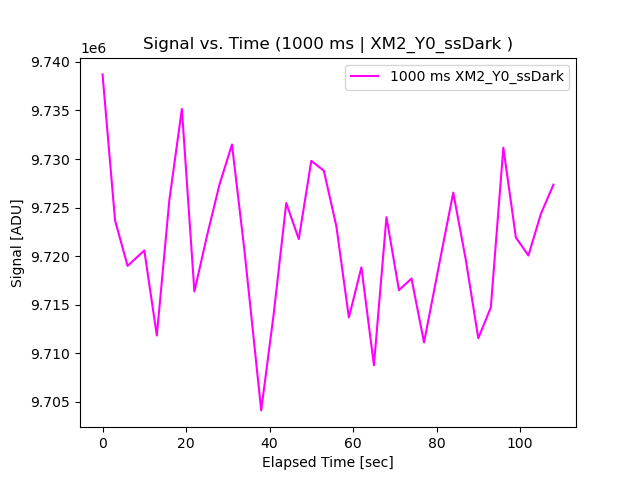 Signal vs. Time (1000 ms | XM2_Y0_ssDark )
1e6
1000 ms XM2_Y0_ssDark
9.740
9.735
9.730
9.725
9.720
9.715
9.710
9.705
Signal [ADU]
0 20 40 60 80 100
Elapsed Time [sec]